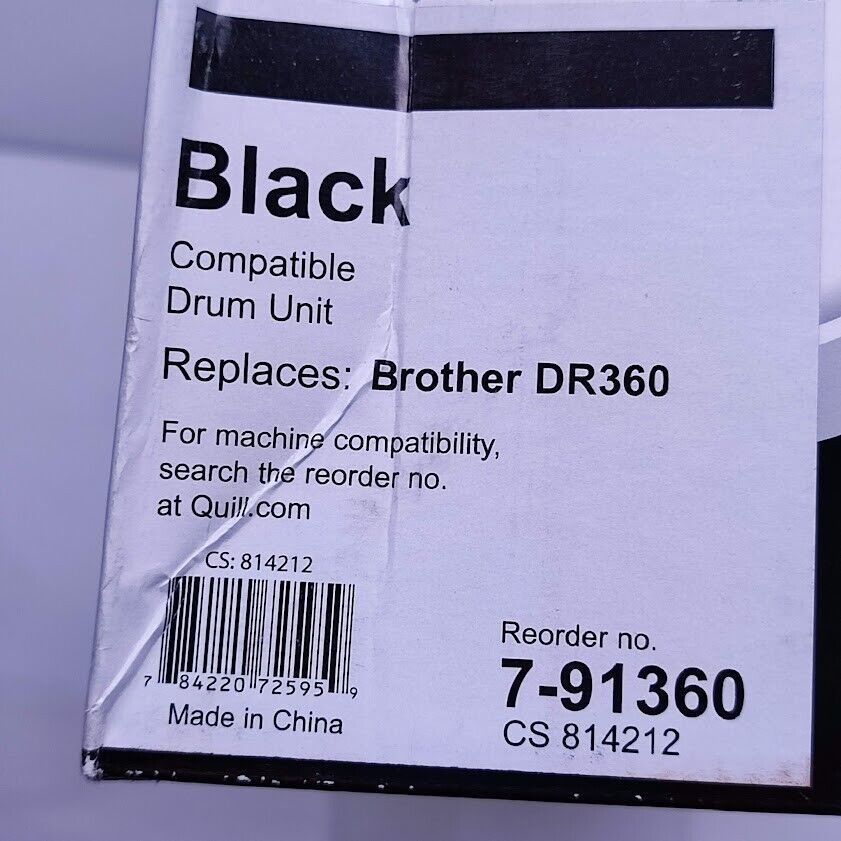 Black
Compatible
Drum Unit
Replaces: Brother DR360
For machine compatibility,
search the reorder no.
at Quill.com
CS: 814212
7 84220 72595 9
Made in China
Reorder no.
7-91360
CS 814212